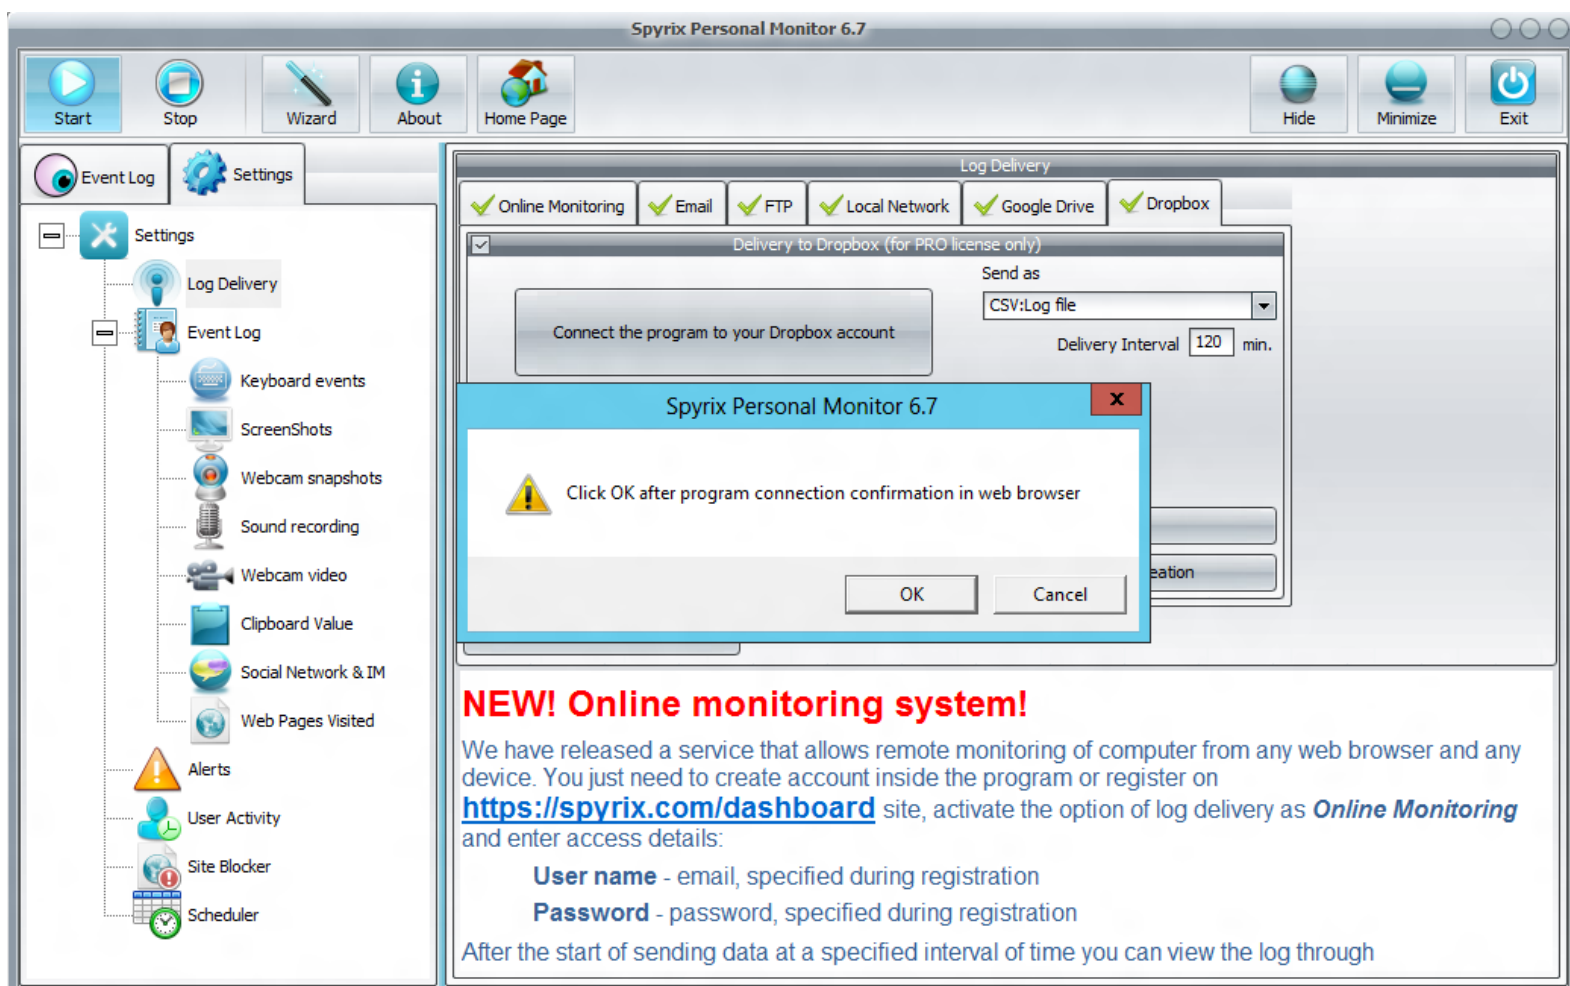 Spyrix Personal Monitor 6.7
Start
Stop
Wizard
About
Home Page
Hide
Minimize
Exit
Event Log
Settings
Settings
Log Delivery
Event Log
Keyboard events
ScreenShots
Webcam snapshots
Sound recording
Webcam video
Clipboard Value
Social Network & IM
Web Pages Visited
Alerts
User Activity
Site Blocker
Scheduler
Log Delivery
Online Monitoring
Email
FTP
Local Network
Google Drive
Dropbox
Delivery to Dropbox (for PRO license only)
Send as
CSV:Log file
Connect the program to your Dropbox account
Delivery Interval 120 min.
Spyrix Personal Monitor 6.7
x
Click OK after program connection confirmation in web browser
OK
Cancel
eation
NEW! Online monitoring system!
We have released a service that allows remote monitoring of computer from any web browser and any
device. You just need to create account inside the program or register on
https://spyrix.com/dashboard site, activate the option of log delivery as Online Monitoring
and enter access details:
User name - email, specified during registration
Password - password, specified during registration
After the start of sending data at a specified interval of time you can view the log through